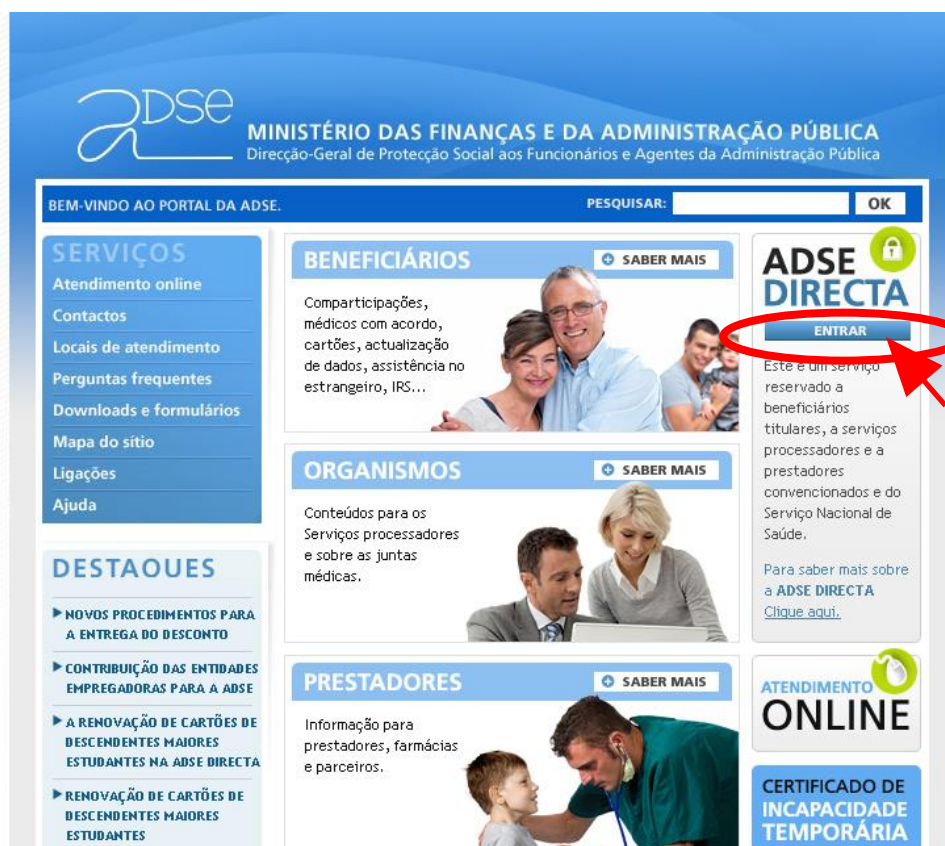 aDSe
MINISTÉRIO DAS FINANÇAS E DA ADMINISTRAÇÃO PÚBLICA
Direcção-Geral de Protecção Social aos Funcionários e Agentes da Administração Pública
BEM-VINDO AO PORTAL DA ADSE.
PESQUISAR:
OK
SERVIÇOS
Atendimento online
Contactos
Locais de atendimento
Perguntas frequentes
Downloads e formulários
Mapa do sítio
Ligações
Ajuda
DESTAQUES
NOVOS PROCEDIMENTOS PARA
A ENTREGA DO DESCONTO
CONTRIBUIÇÃO DAS ENTIDADES
EMPREGADORAS PARA A ADSE
A RENOVAÇÃO DE CARTÕES DE
DESCENDENTES MAIORES
ESTUDANTES NA ADSE DIRECTA
RENOVAÇÃO DE CARTÕES DE
DESCENDENTES MAIORES
ESTUDANTES
BENEFICIÁRIOS
SABER MAIS
Comparticipações,
médicos com acordo,
cartões, actualização
de dados, assistência no
estrangeiro, IRS...
ORGANISMOS
SABER MAIS
Conteúdos para os
Serviços processadores
e sobre as juntas
médicas.
PRESTADORES
SABER MAIS
Informação para
prestadores, farmácias
e parceiros.
ADSE
DIRECTA
ENTRAR
Este é um serviço
reservado a
beneficiários
titulares, a serviços
processadores e a
prestadores
convencionados e do
Serviço Nacional de
Saúde.
Para saber mais sobre
a ADSE DIRECTA
Clique aqui.
ATENDIMENTO
ONLINE
CERTIFICADO DE
INCAPACIDADE
TEMPORÁRIA